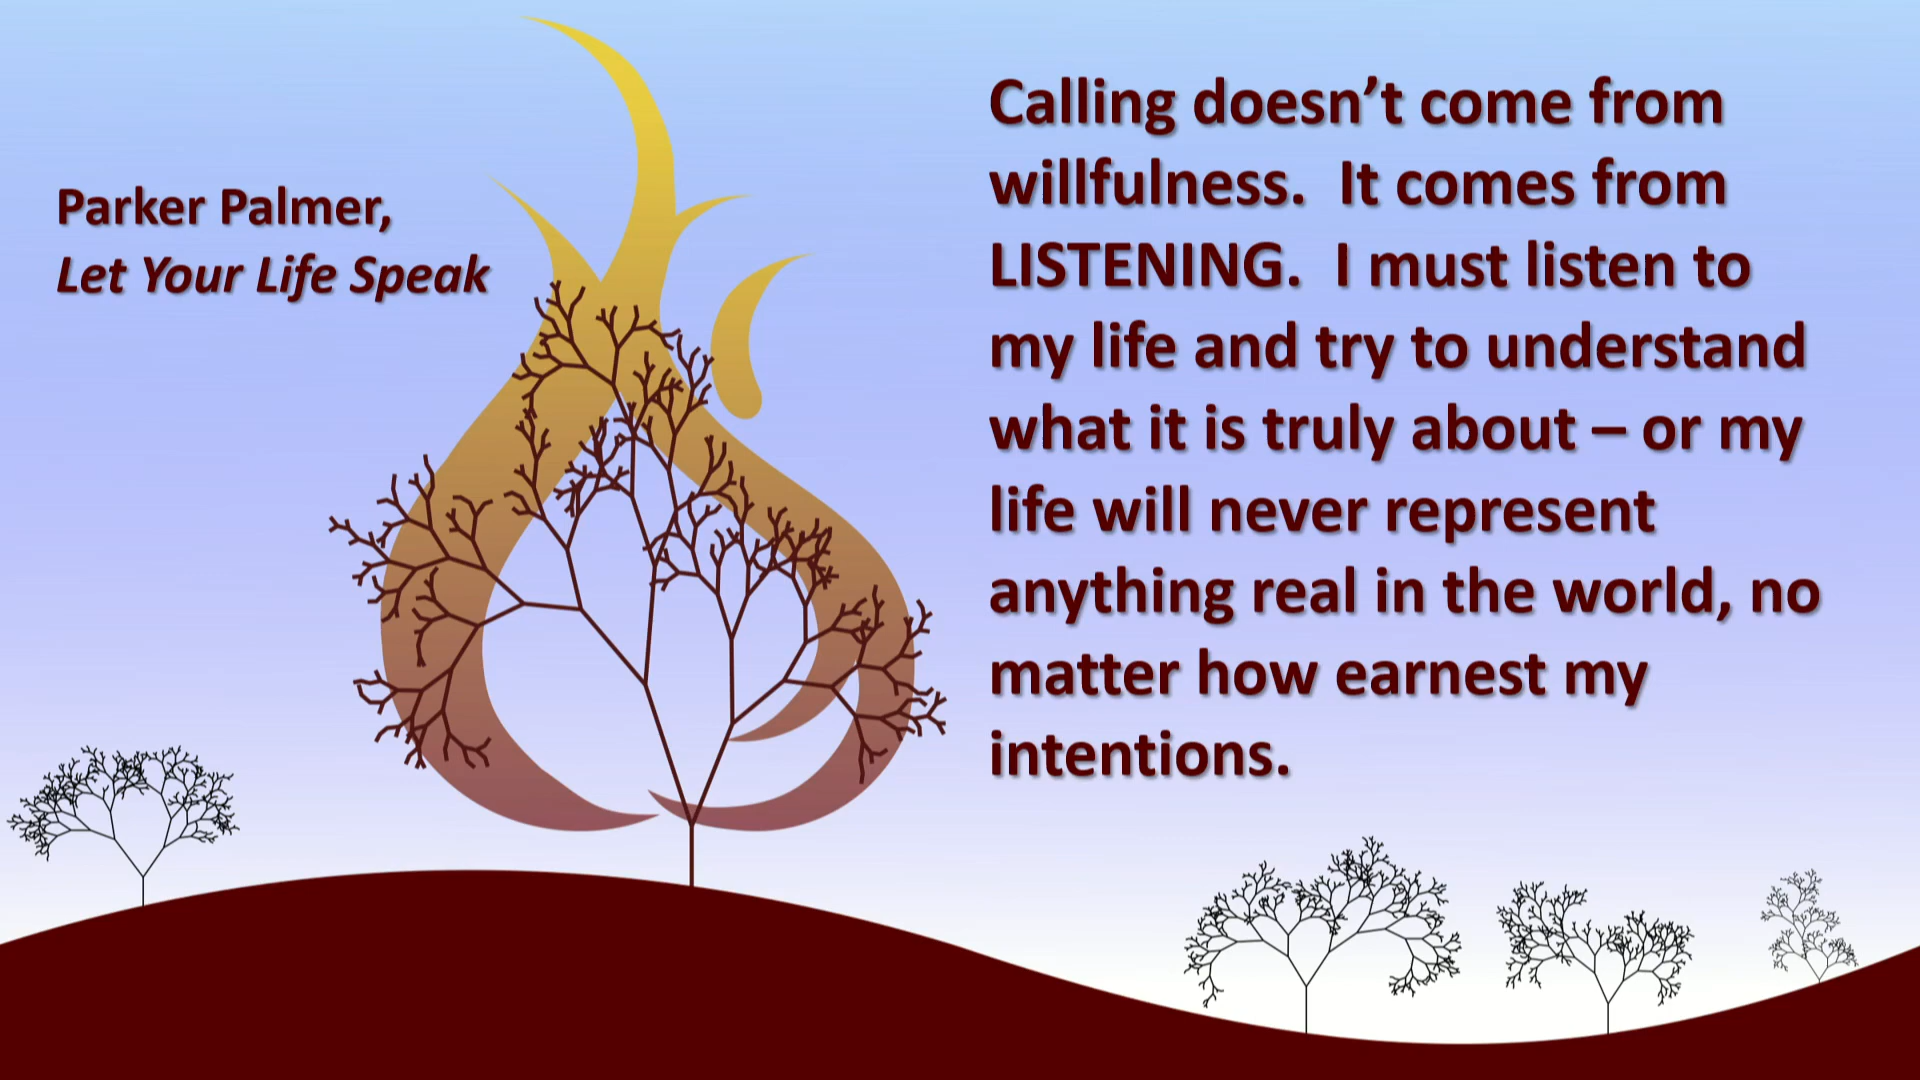 Parker Palmer,
Let Your Life Speak
Calling doesn’t come from
willfulness.  It comes from
LISTENING.  I must listen to
my life and try to understand
what it is truly about – or my
life will never represent
anything real in the world, no
matter how earnest my
intentions.